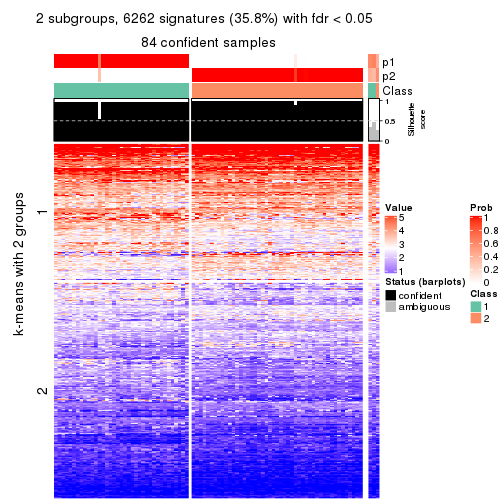 2 subgroups, 6262 signatures (35.8%) with fdr < 0.05
84 confident samples
p1
p2
Class
1
0.5
0
Silhouette
score
k-means with 2 groups
1
2
Value
5
4
3
2
1
Prob
1
0.8
0.6
0.4
0.2
0
Status (barplots)
confident
ambiguous
Class
1
2